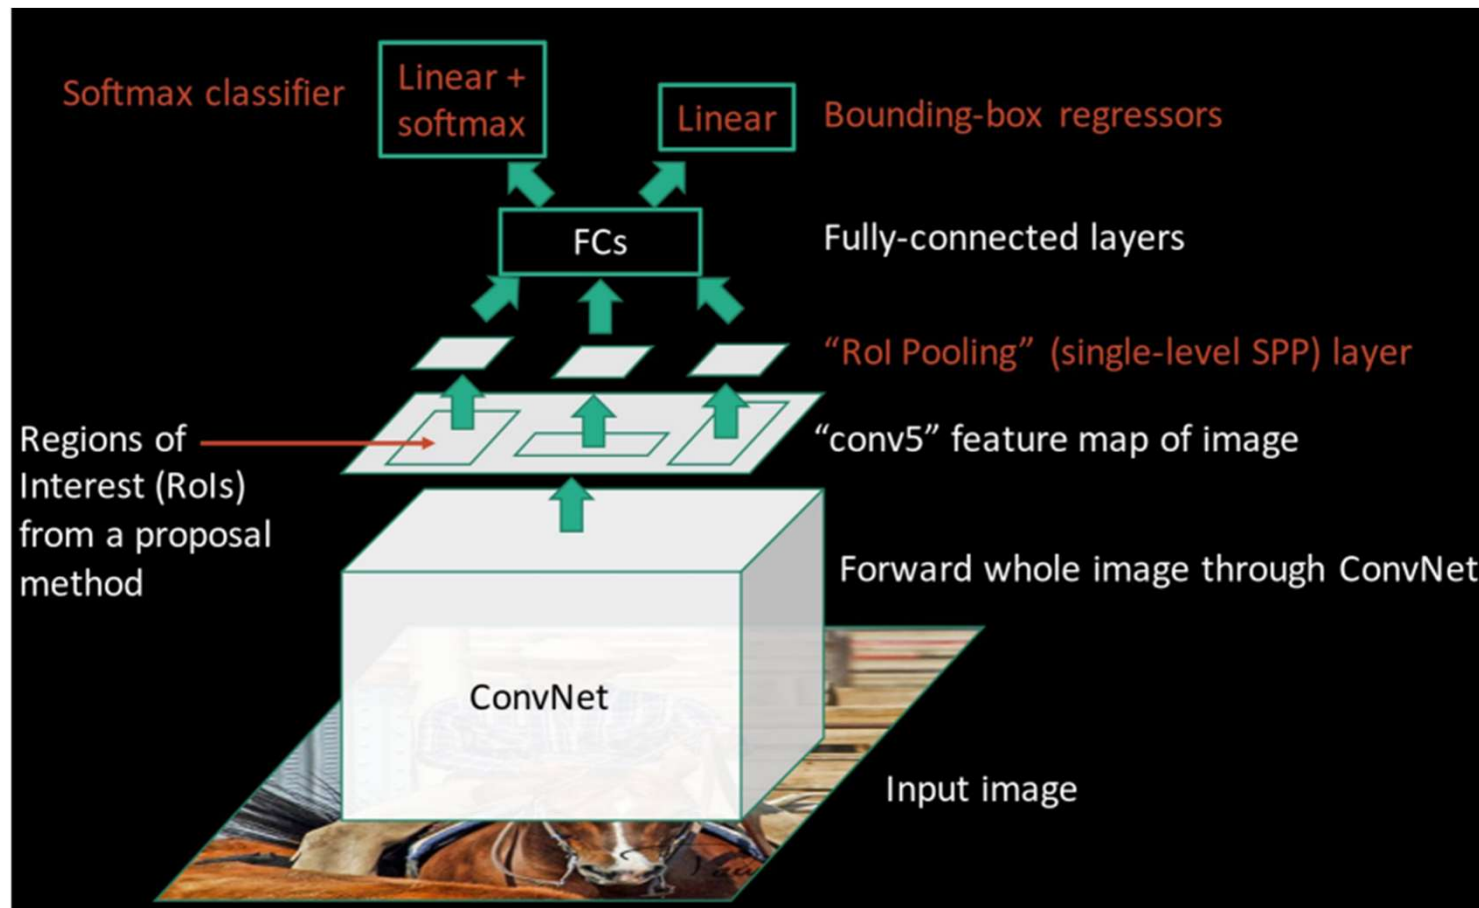 Softmax classifier
Linear +
softmax
Linear
Bounding-box regressors
FCs
Fully-connected layers
“RoI Pooling” (single-level SPP) layer
Regions of
Interest (RoIs)
from a proposal
method
“conv5” feature map of image
Forward whole image through ConvNet
ConvNet
Input image